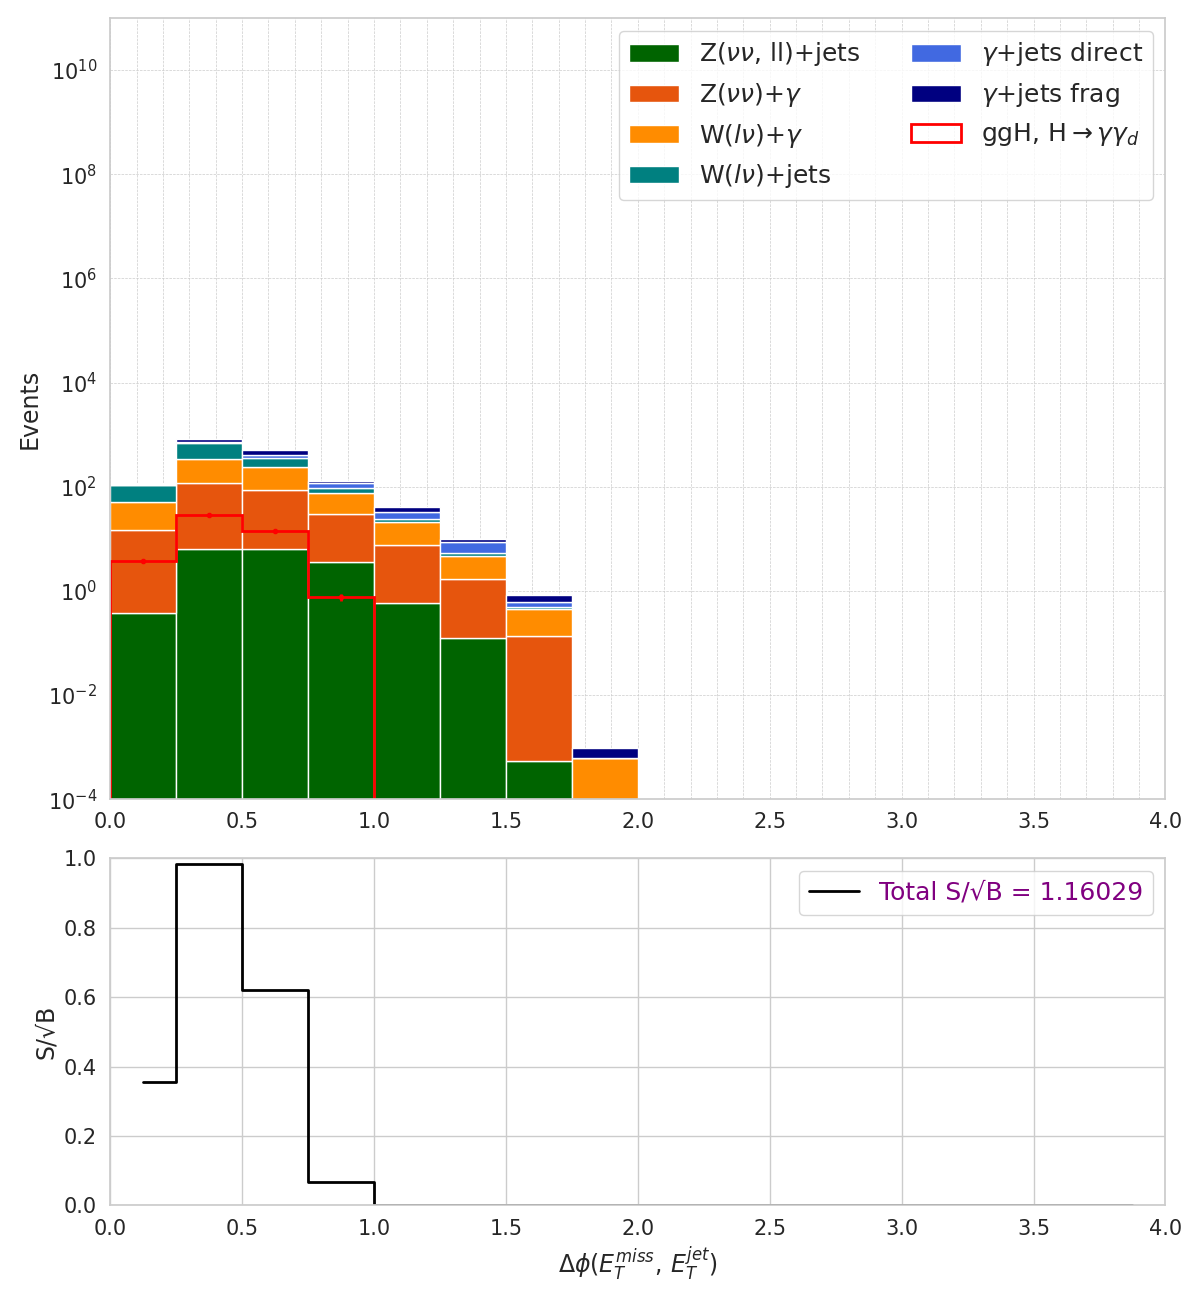 Z(νν, ll)+jets
Z(νν)+γ
W(lν)+γ
W(lν)+jets
γ+jets direct
γ+jets frag
ggH, H→γγ_d
Events
10^10
10^8
10^6
10^4
10^2
10^0
10^−2
10^−4
0.0 0.5 1.0 1.5 2.0 2.5 3.0 3.5 4.0
Total S/√B = 1.16029
S/√B
1.0
0.8
0.6
0.4
0.2
0.0
0.0 0.5 1.0 1.5 2.0 2.5 3.0 3.5 4.0
Δϕ(E_T^miss, E_T^jet)